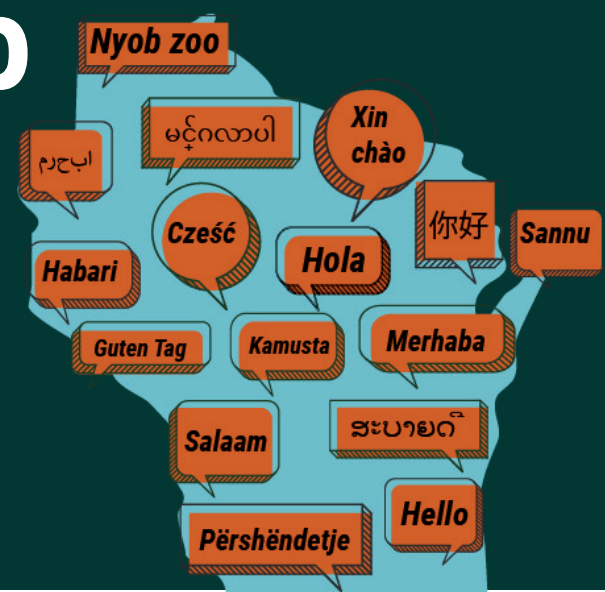 Nyob zoo
မင်္ဂလာပါ
Xin
chào
ابحرم
你好
Cześć
Sannu
Hola
Habari
Guten Tag
Kamusta
Merhaba
Salaam
ສະບາຍດີ
Hello
Përshëndetje